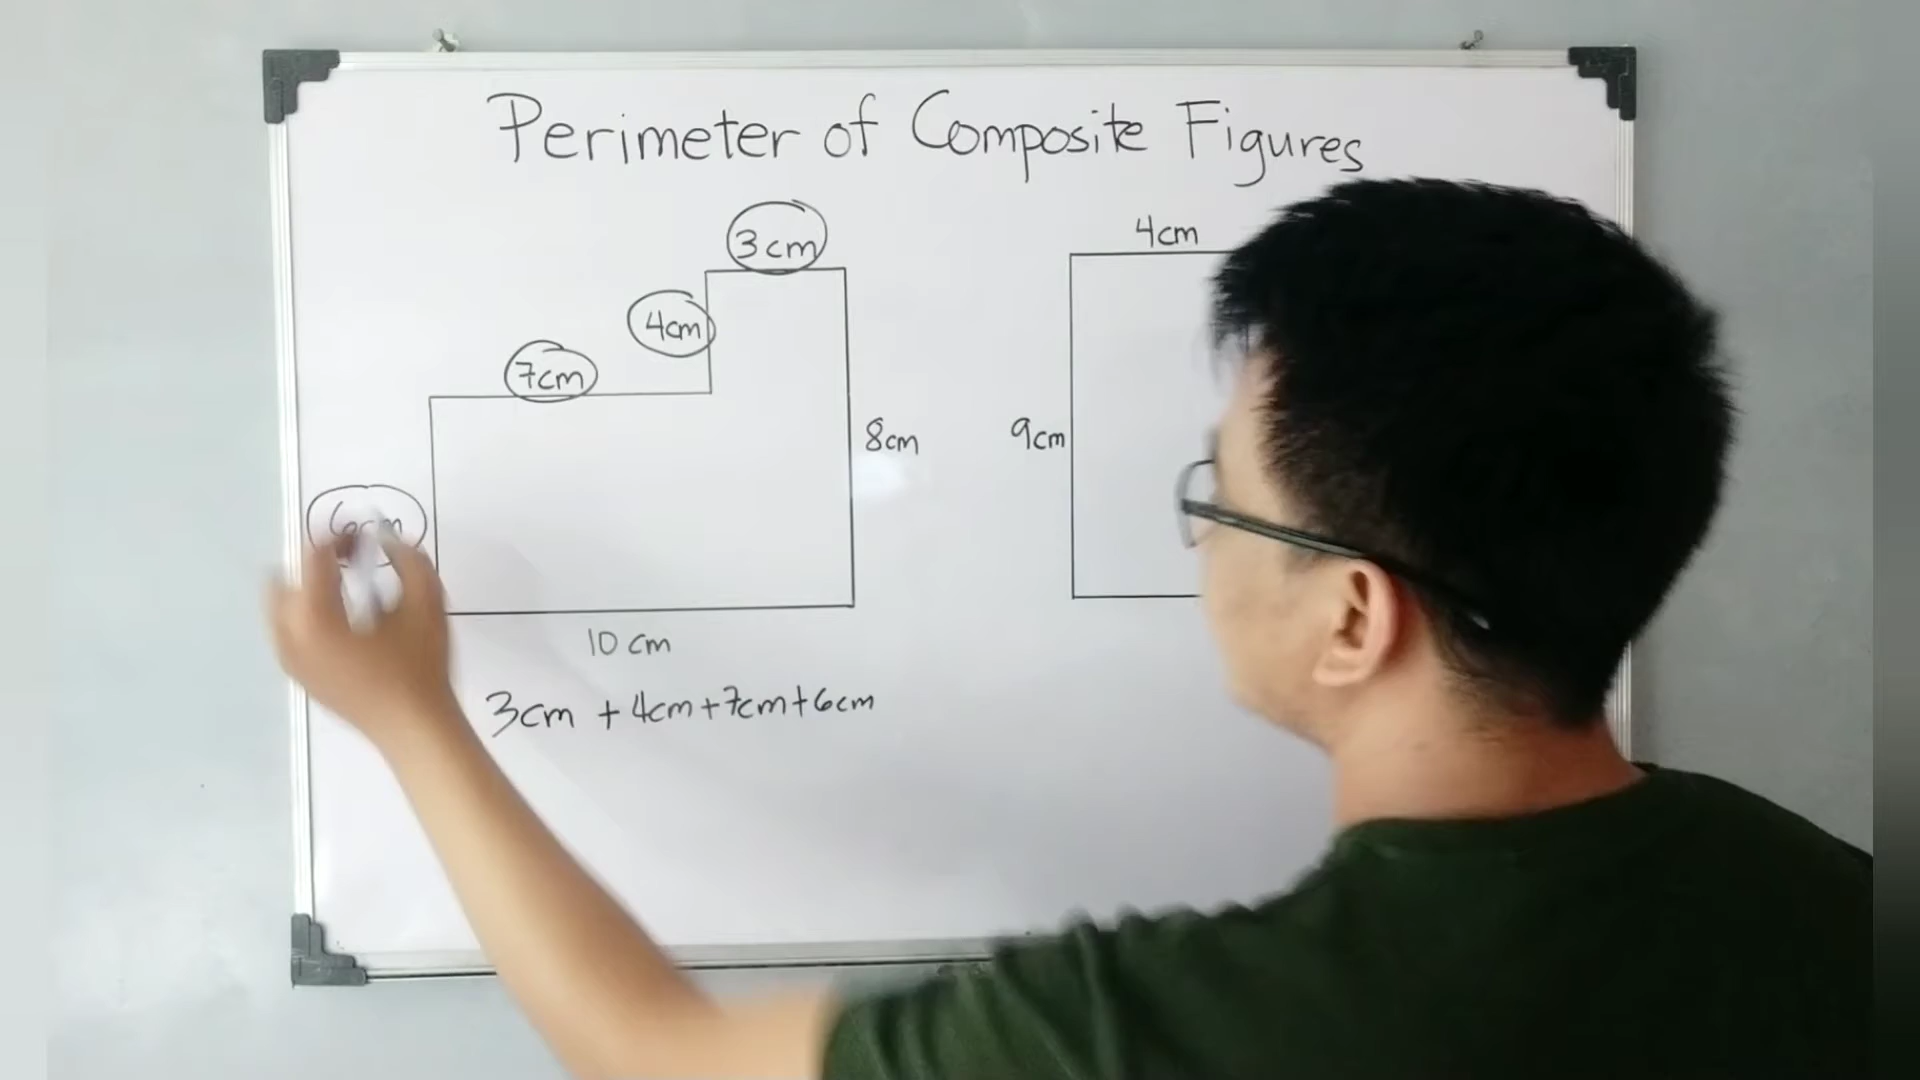 Perimeter of Composite Figures
3cm
4cm
4cm
7cm
8cm
9cm
6cm
10 cm
3cm + 4cm+7cm+6cm